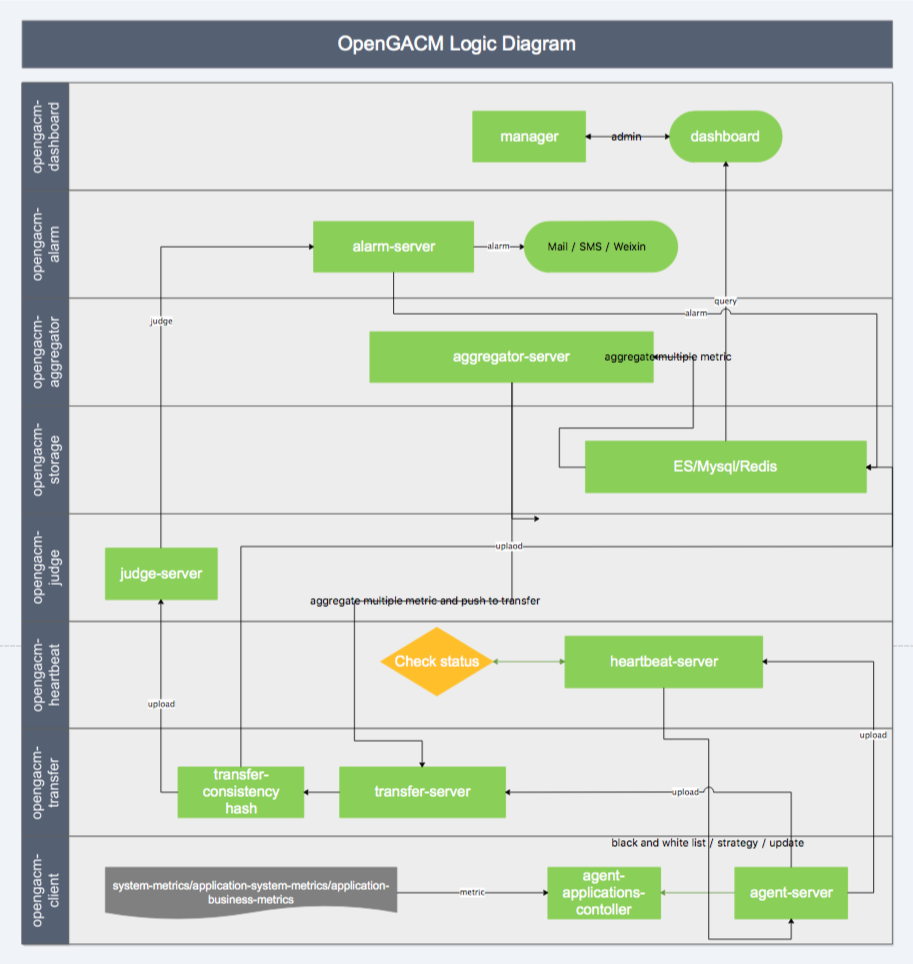 OpenGACM Logic Diagram
opengacm-
dashboard
manager
admin
dashboard
opengacm-
alarm
alarm-server
alarm
Mail / SMS / Weixin
query
alarm
judge
opengacm-
aggregator
aggregator-server
aggregate multiple metric
opengacm-
storage
ES/Mysql/Redis
opengacm-
judge
uplaod
judge-server
aggregate multiple metric and push to transfer
opengacm-
heartbeat
Check status
heartbeat-server
upload
upload
opengacm-
transfer
transfer-
consistency
hash
transfer-server
upload
black and white list / strategy / update
opengacm-
client
system-metrics/application-system-metrics/application-
business-metrics
metric
agent-
applications-
contoller
agent-server